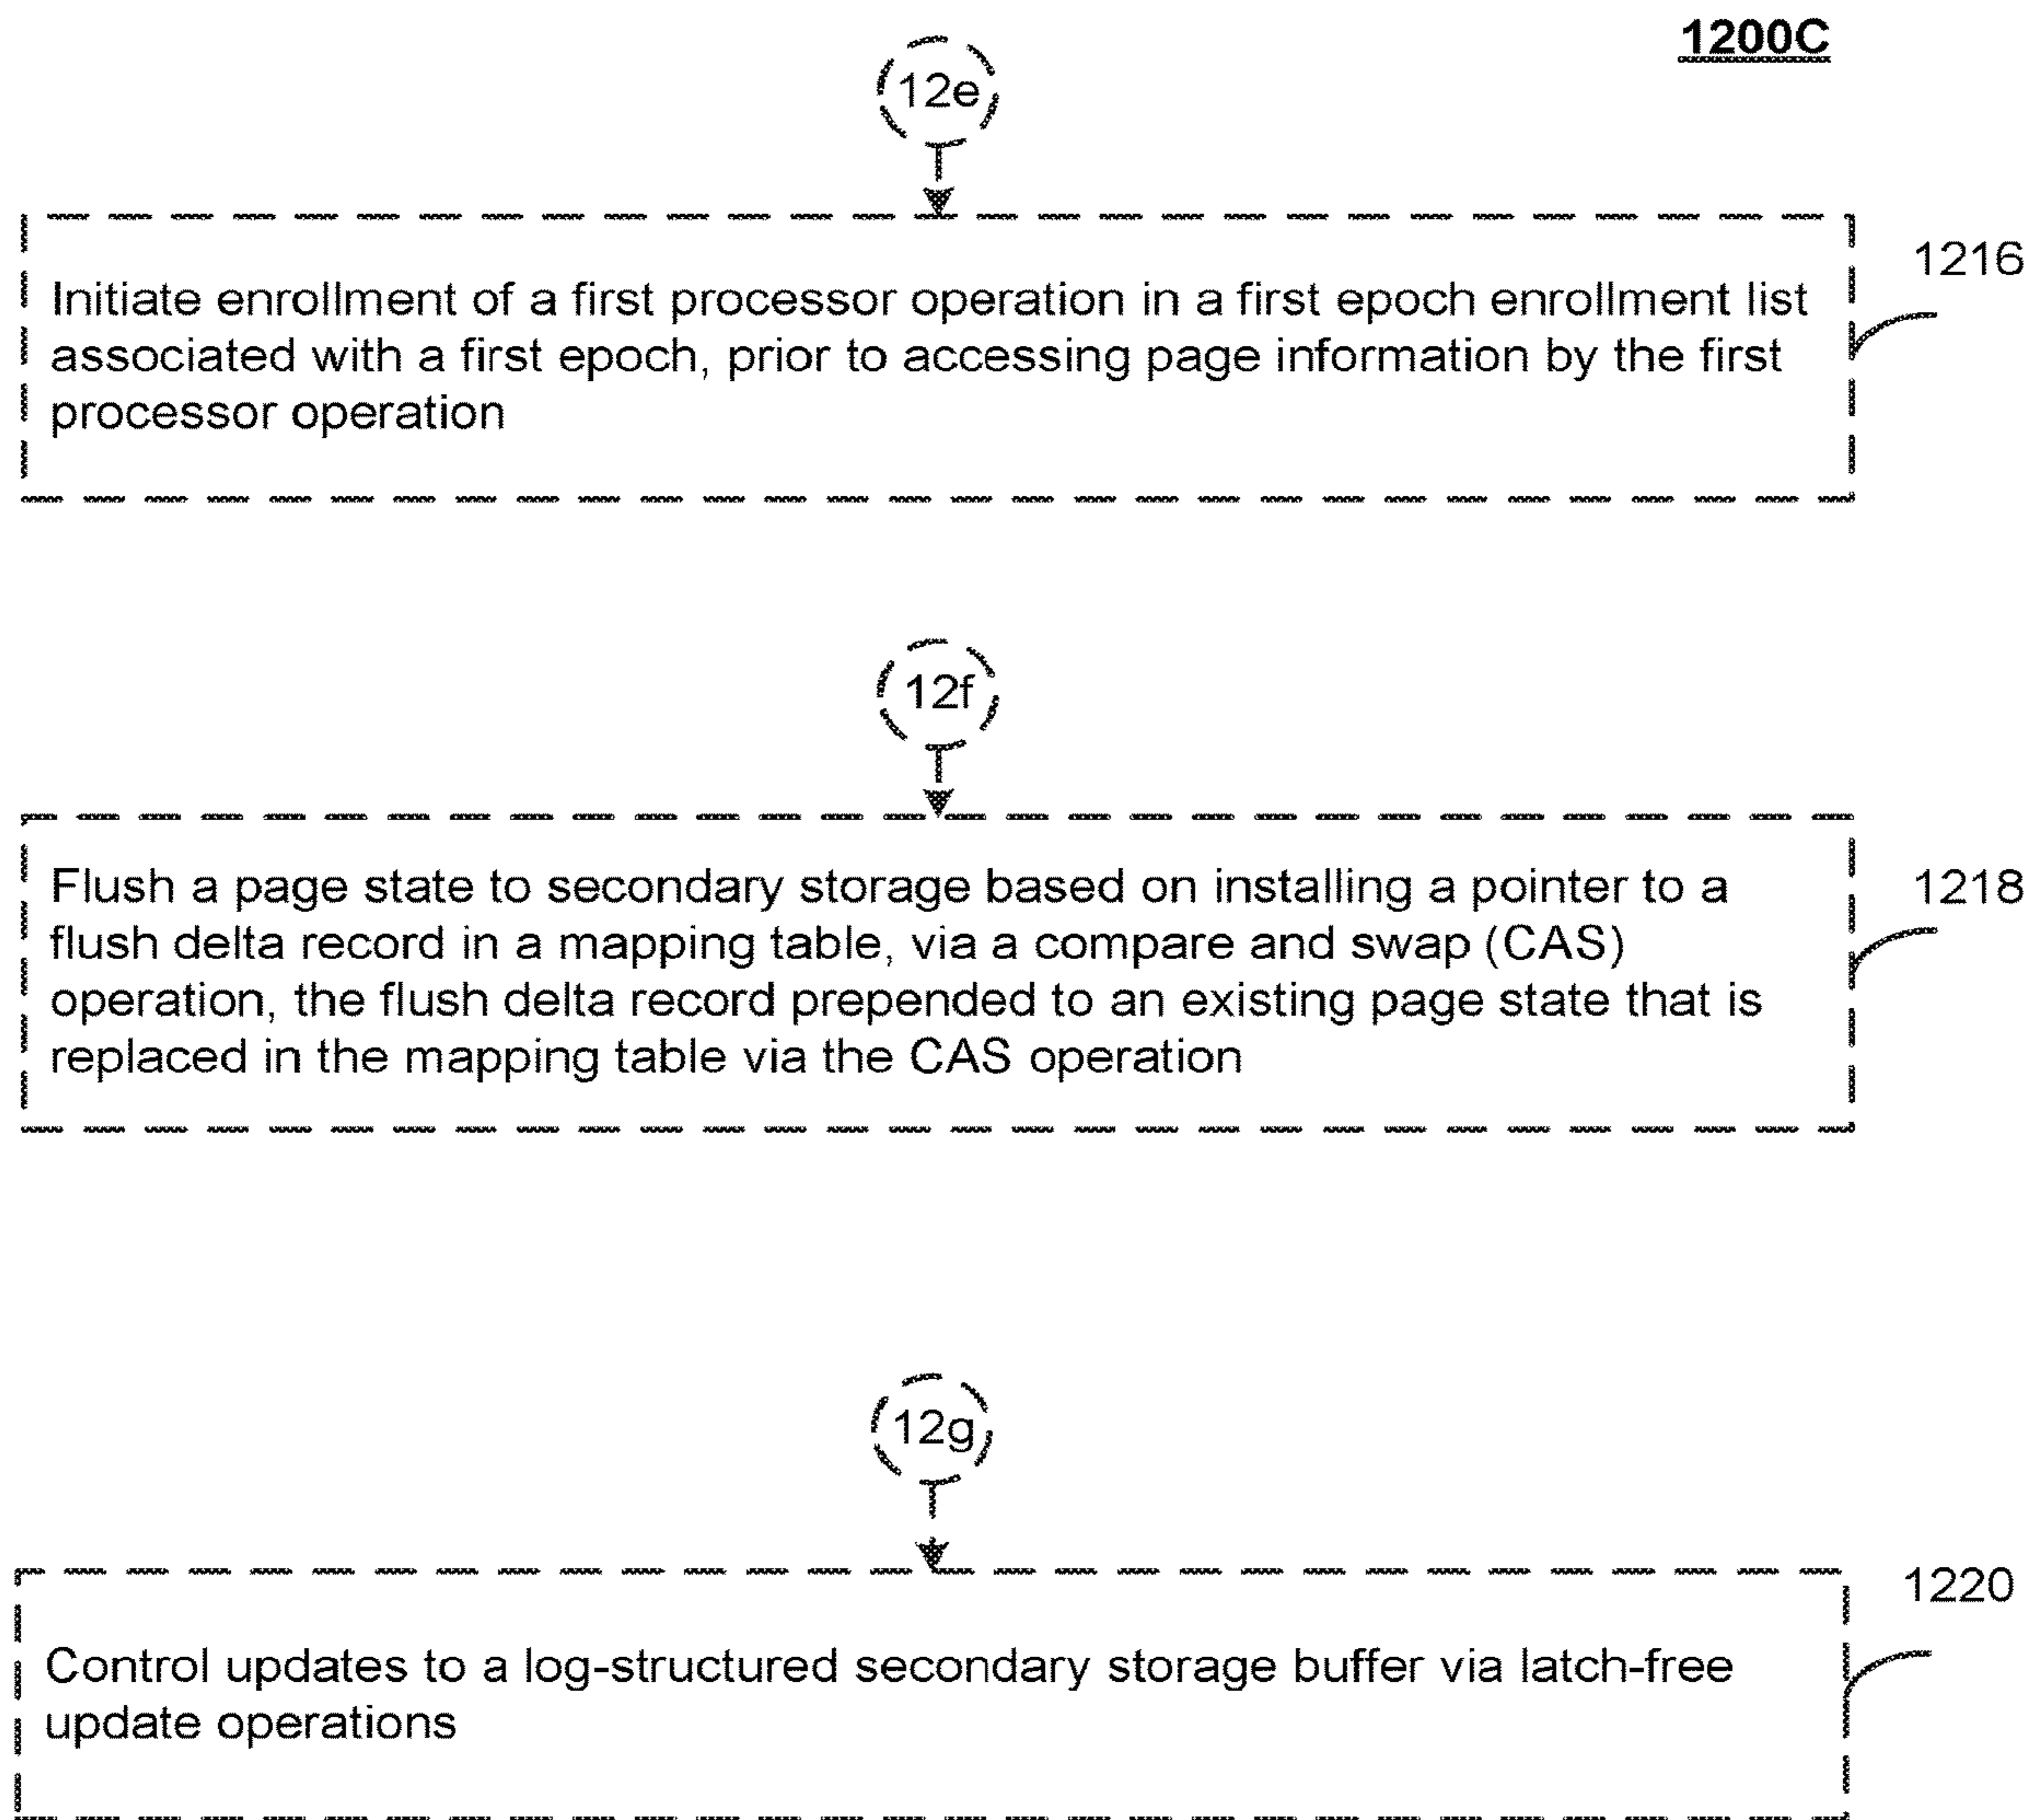 1200C
12e
1216
Initiate enrollment of a first processor operation in a first epoch enrollment list
associated with a first epoch, prior to accessing page information by the first
processor operation
12f
1218
Flush a page state to secondary storage based on installing a pointer to a
flush delta record in a mapping table, via a compare and swap (CAS)
operation, the flush delta record prepended to an existing page state that is
replaced in the mapping table via the CAS operation
12g
1220
Control updates to a log-structured secondary storage buffer via latch-free
update operations